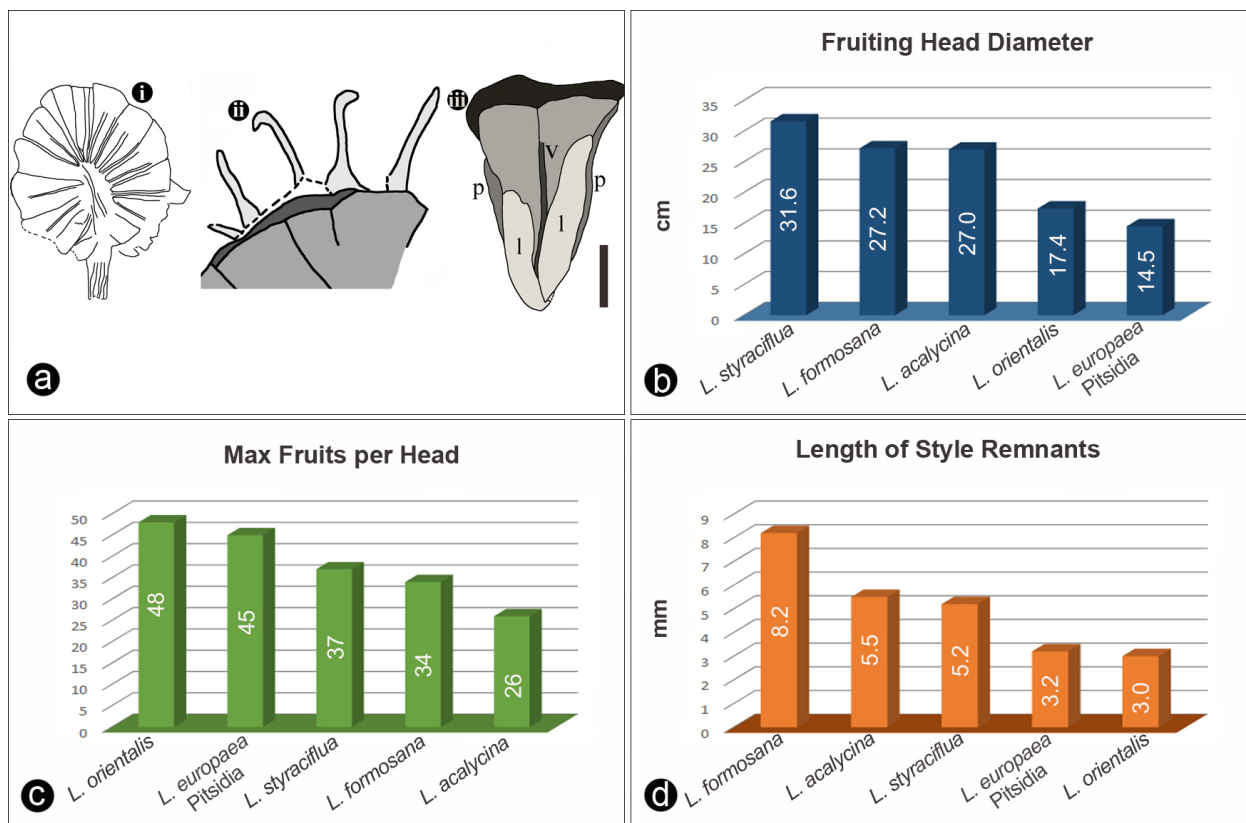 i
ii
iii
p
V
p
l
l
a
Fruiting Head Diameter
cm
35
30
25
20
15
10
5
0
31.6
27.2
27.0
17.4
14.5
L. styraciflua
L. formosana
L. acalycina
L. orientalis
L. europaea
Pitsidia
b
Max Fruits per Head
50
45
40
35
30
25
20
15
10
5
0
48
45
37
34
26
L. orientalis
L. europaea
Pitsidia
L. styraciflua
L. formosana
L. acalycina
c
Length of Style Remnants
mm
9
8
7
6
5
4
3
2
1
0
8.2
5.5
5.2
3.2
3.0
L. formosana
L. acalycina
L. styraciflua
L. europaea
Pitsidia
L. orientalis
d